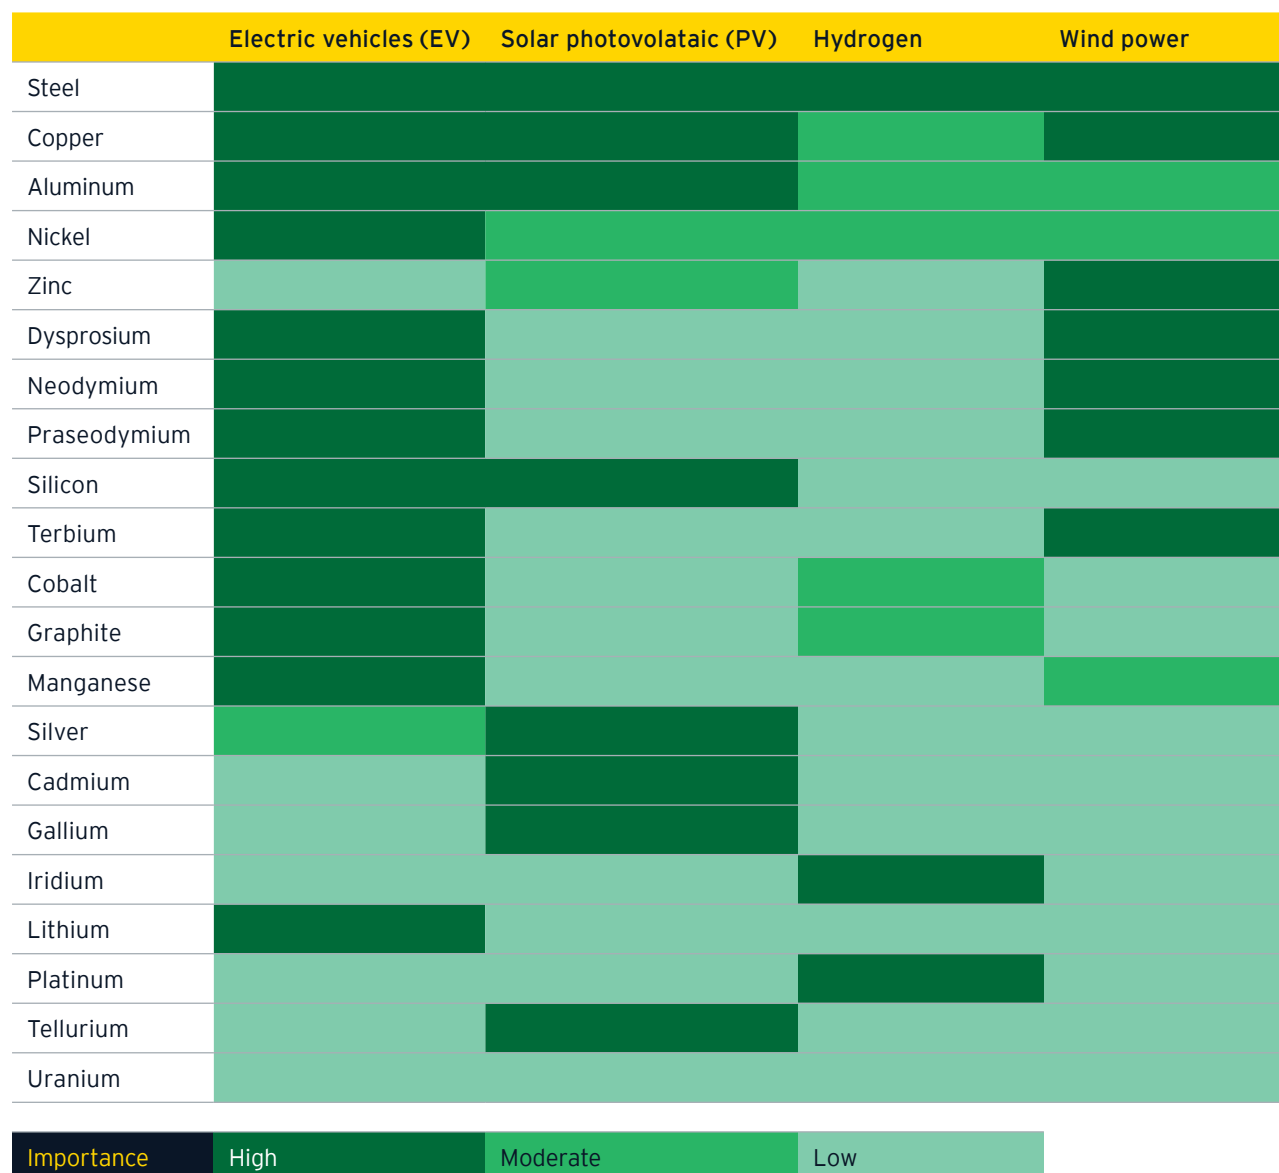 Electric vehicles (EV) Solar photovolataic (PV) Hydrogen Wind power
Steel
Copper
Aluminum
Nickel
Zinc
Dysprosium
Neodymium
Praseodymium
Silicon
Terbium
Cobalt
Graphite
Manganese
Silver
Cadmium
Gallium
Iridium
Lithium
Platinum
Tellurium
Uranium
Importance High Moderate Low